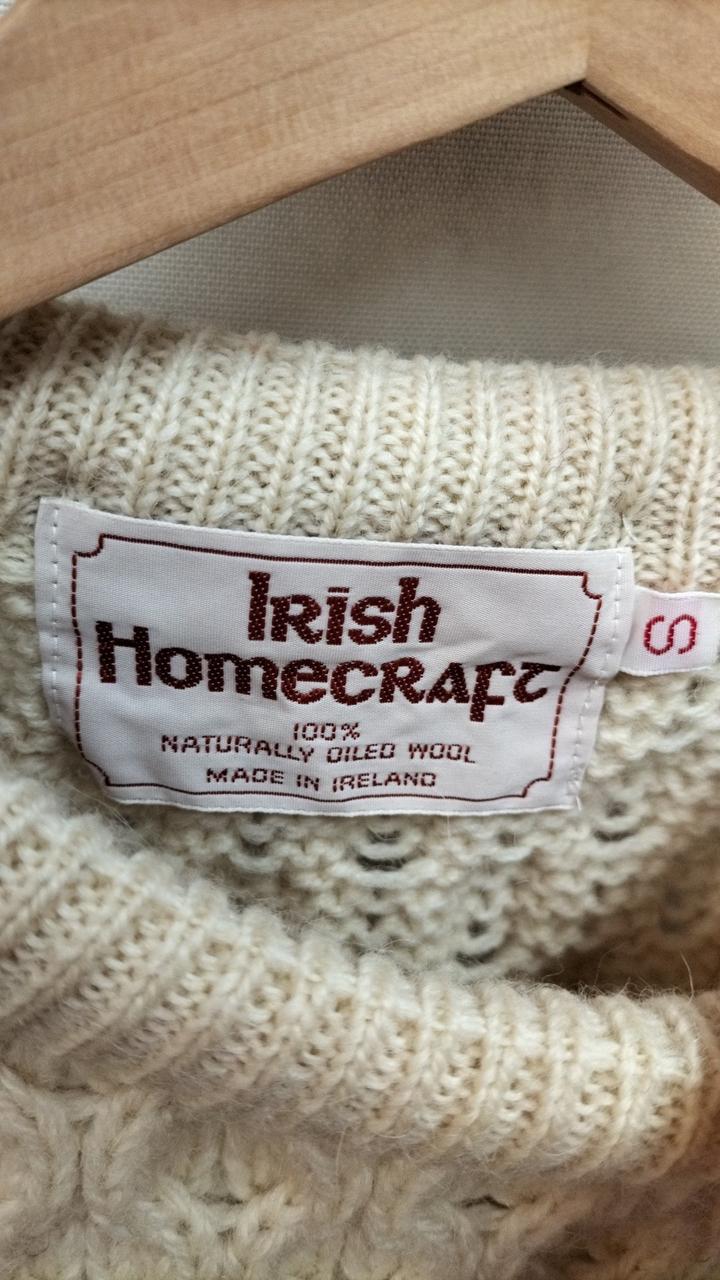 Irish
Homecraft
100%
NATURALLY OILED WOOL
MADE IN IRELAND
S